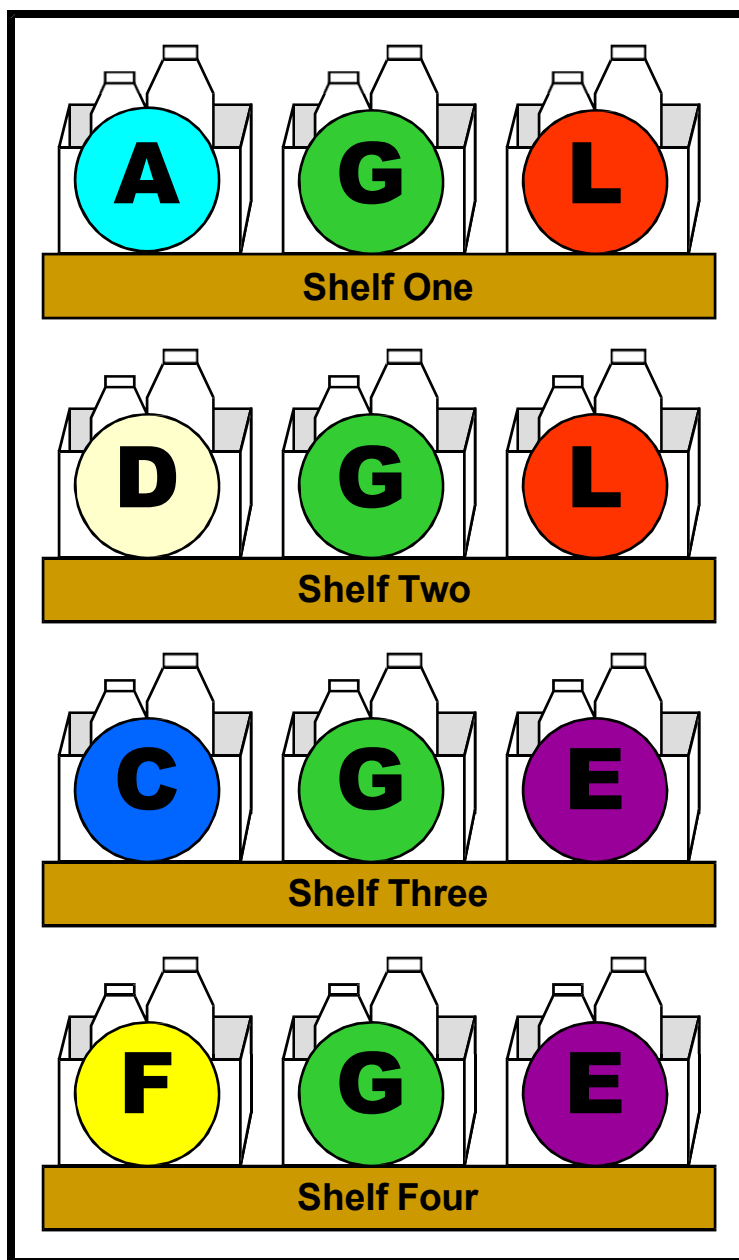 A G L
Shelf One
D G L
Shelf Two
C G E
Shelf Three
F G E
Shelf Four